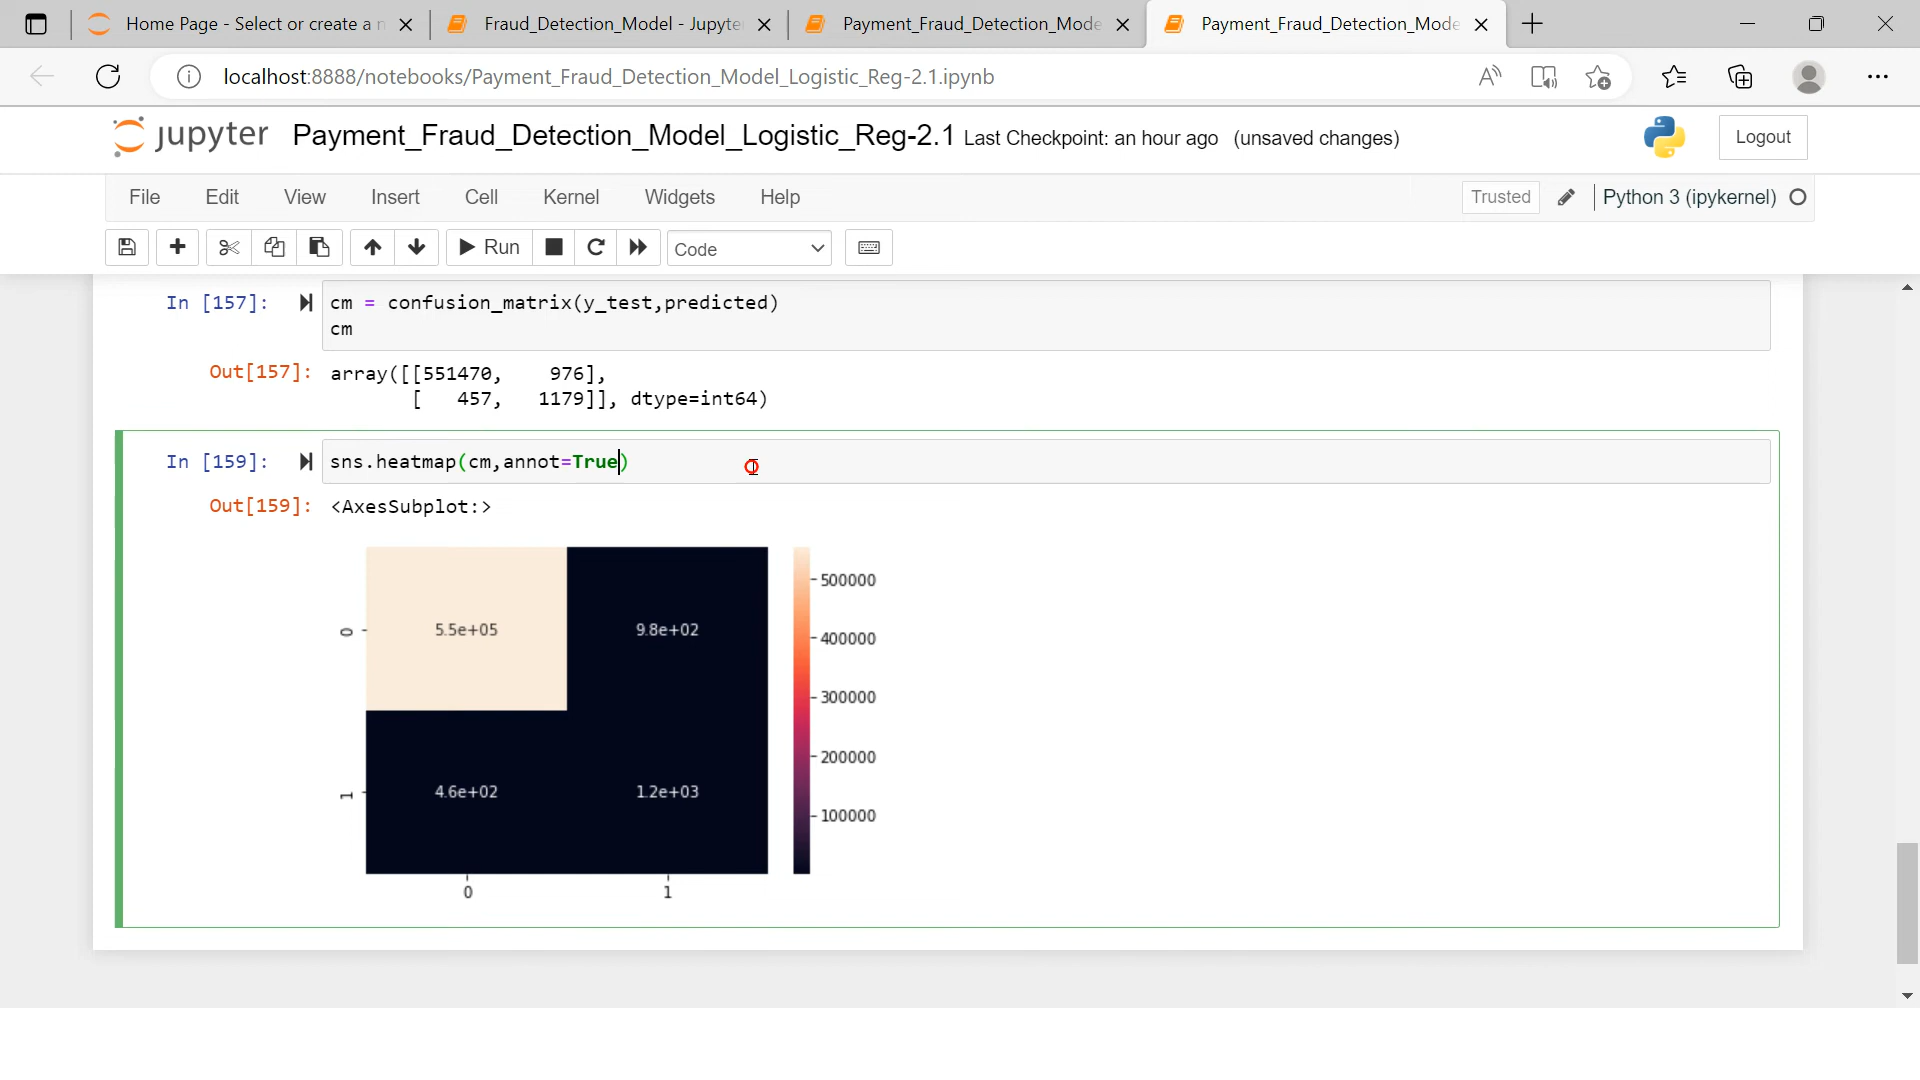 Home Page - Select or create a n
Fraud_Detection_Model - Jupyte
Payment_Fraud_Detection_Mode
Payment_Fraud_Detection_Mode
localhost:8888/notebooks/Payment_Fraud_Detection_Model_Logistic_Reg-2.1.ipynb
jupyter Payment_Fraud_Detection_Model_Logistic_Reg-2.1 Last Checkpoint: an hour ago (unsaved changes)
Logout
File Edit View Insert Cell Kernel Widgets Help
Trusted
Python 3 (ipykernel)
Run
Code
In [157]: cm = confusion_matrix(y_test,predicted)
cm
Out[157]: array([[551470, 976],
[ 457, 1179]], dtype=int64)
In [159]: sns.heatmap(cm,annot=True)
Out[159]: <AxesSubplot:>
500000
0 5.5e+05 9.8e+02
400000
300000
200000
1 4.6e+02 1.2e+03
100000
0 1